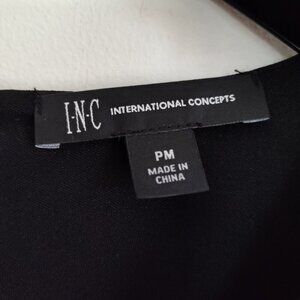 I·N·C INTERNATIONAL CONCEPTS
PM
MADE IN
CHINA